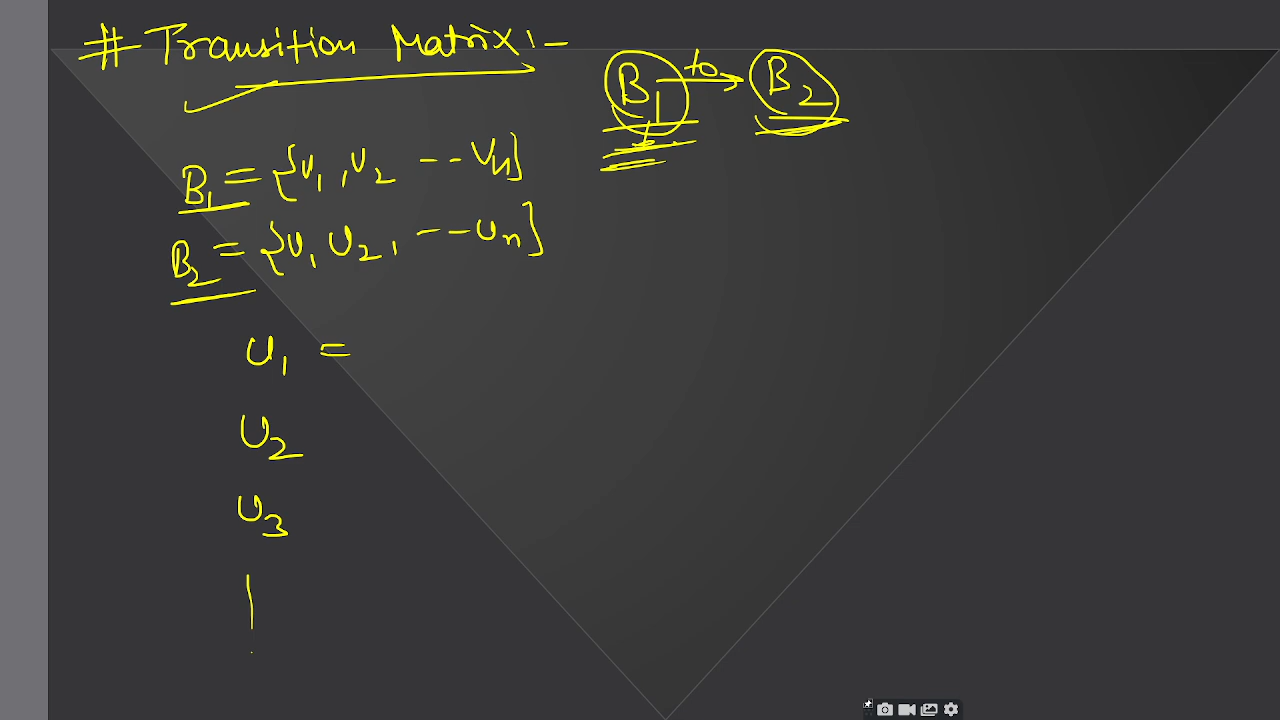 # Transition Matrix :-
B1 to → B2
B1 = {v1, v2 -- vn}
B2 = {u1 u2, -- un}
u1 =
u2
u3